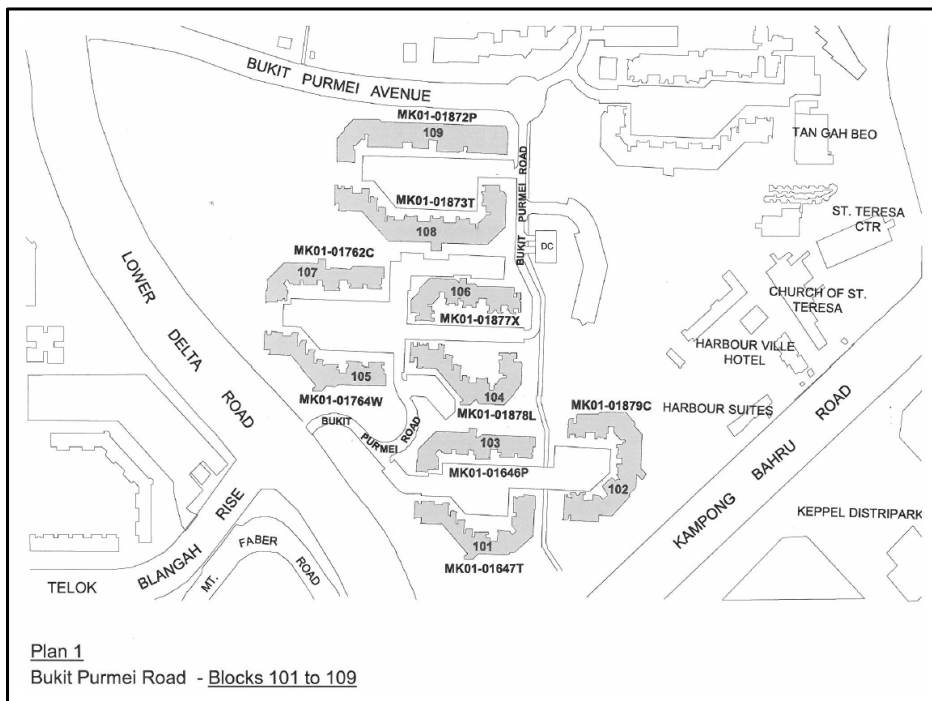 BUKIT PURMEI AVENUE
MK01-01872P
109
TAN GAH BEO
BUKIT PURMEI ROAD
MK01-01873T
108
ST. TERESA
CTR
DC
MK01-01762C
107
106
MK01-01877X
CHURCH OF ST.
TERESA
LOWER DELTA ROAD
HARBOUR VILLE
HOTEL
105
MK01-01764W
104
MK01-01878L
MK01-01879C
HARBOUR SUITES
BUKIT PURMEI ROAD
103
MK01-01646P
102
KAMPONG BAHRU ROAD
KEPPEL DISTRIPARK
101
MK01-01647T
TELOK BLANGAH RISE
MT. FABER ROAD
Plan 1
Bukit Purmei Road - Blocks 101 to 109